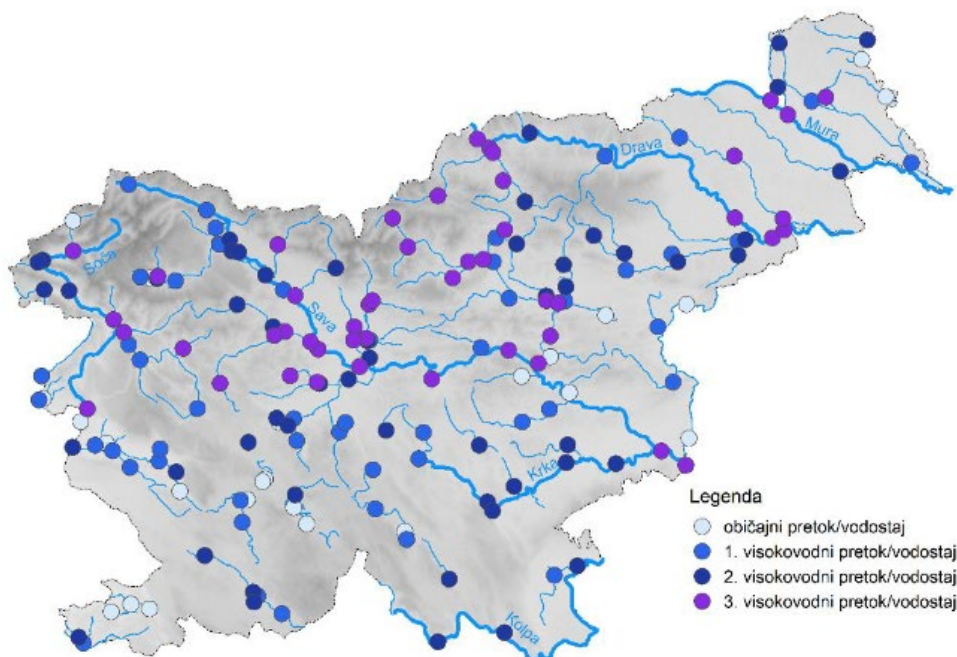 Mura
Drava
Soča
Sava
Krka
Kolpa
Legenda
običajni pretok/vodostaj
1. visokovodni pretok/vodostaj
2. visokovodni pretok/vodostaj
3. visokovodni pretok/vodostaj